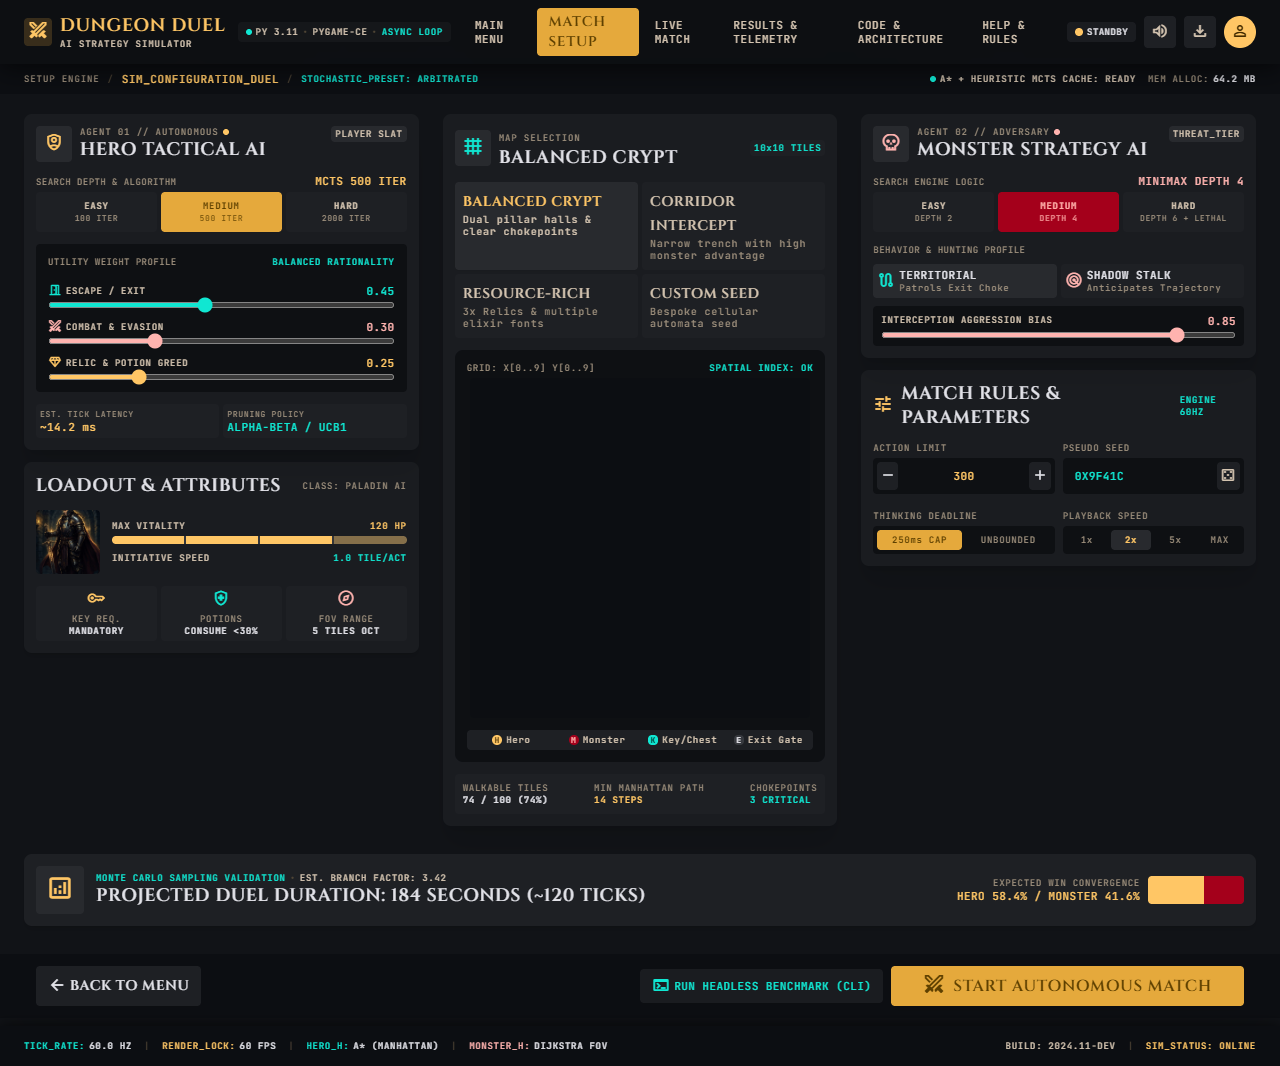 DUNGEON DUEL
AI STRATEGY SIMULATOR
PY 3.11 · PYGAME-CE · ASYNC LOOP
MAIN MENU
MATCH SETUP
LIVE MATCH
RESULTS & TELEMETRY
CODE & ARCHITECTURE
HELP & RULES
STANDBY
SETUP ENGINE / SIM_CONFIGURATION_DUEL / STOCHASTIC_PRESET: ARBITRATED
A* + HEURISTIC MCTS CACHE: READY MEM ALLOC: 64.2 MB
AGENT 01 // AUTONOMOUS
HERO TACTICAL AI
PLAYER SLAT
SEARCH DEPTH & ALGORITHM MCTS 500 ITER
EASY
100 ITER
MEDIUM
500 ITER
HARD
2000 ITER
UTILITY WEIGHT PROFILE BALANCED RATIONALITY
ESCAPE / EXIT 0.45
COMBAT & EVASION 0.30
RELIC & POTION GREED 0.25
EST. TICK LATENCY
~14.2 ms
PRUNING POLICY
ALPHA-BETA / UCB1
LOADOUT & ATTRIBUTES
CLASS: PALADIN AI
MAX VITALITY 120 HP
INITIATIVE SPEED 1.0 TILE/ACT
KEY REQ.
MANDATORY
POTIONS
CONSUME <30%
FOV RANGE
5 TILES OCT
MAP SELECTION
BALANCED CRYPT
10x10 TILES
BALANCED CRYPT
Dual pillar halls &
clear chokepoints
CORRIDOR
INTERCEPT
Narrow trench with high
monster advantage
RESOURCE-RICH
3x Relics & multiple
elixir fonts
CUSTOM SEED
Bespoke cellular
automata seed
GRID: X[0..9] Y[0..9] SPATIAL INDEX: OK
H Hero M Monster K Key/Chest E Exit Gate
WALKABLE TILES
74 / 100 (74%)
MIN MANHATTAN PATH
14 STEPS
CHOKEPOINTS
3 CRITICAL
AGENT 02 // ADVERSARY
MONSTER STRATEGY AI
THREAT_TIER
SEARCH ENGINE LOGIC MINIMAX DEPTH 4
EASY
DEPTH 2
MEDIUM
DEPTH 4
HARD
DEPTH 6 + LETHAL
BEHAVIOR & HUNTING PROFILE
TERRITORIAL
Patrols Exit Choke
SHADOW STALK
Anticipates Trajectory
INTERCEPTION AGGRESSION BIAS 0.85
MATCH RULES &
PARAMETERS
ENGINE
60HZ
ACTION LIMIT
− 300 +
PSEUDO SEED
0X9F41C
THINKING DEADLINE
250ms CAP UNBOUNDED
PLAYBACK SPEED
1x 2x 5x MAX
MONTE CARLO SAMPLING VALIDATION · EST. BRANCH FACTOR: 3.42
PROJECTED DUEL DURATION: 184 SECONDS (~120 TICKS)
EXPECTED WIN CONVERGENCE
HERO 58.4% / MONSTER 41.6%
BACK TO MENU
RUN HEADLESS BENCHMARK (CLI)
START AUTONOMOUS MATCH
TICK_RATE: 60.0 HZ | RENDER_LOCK: 60 FPS | HERO_H: A* (MANHATTAN) | MONSTER_H: DIJKSTRA FOV
BUILD: 2024.11-DEV | SIM_STATUS: ONLINE